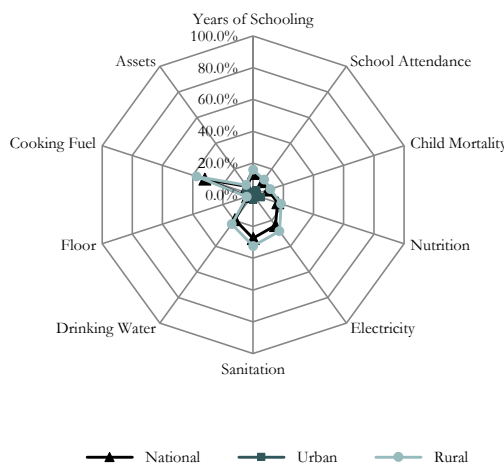 Years of Schooling
100.0%
Assets
School Attendance
80.0%
60.0%
Cooking Fuel
40.0%
Child Mortality
20.0%
0.0%
Floor
Nutrition
Drinking Water
Electricity
Sanitation
National
Urban
Rural